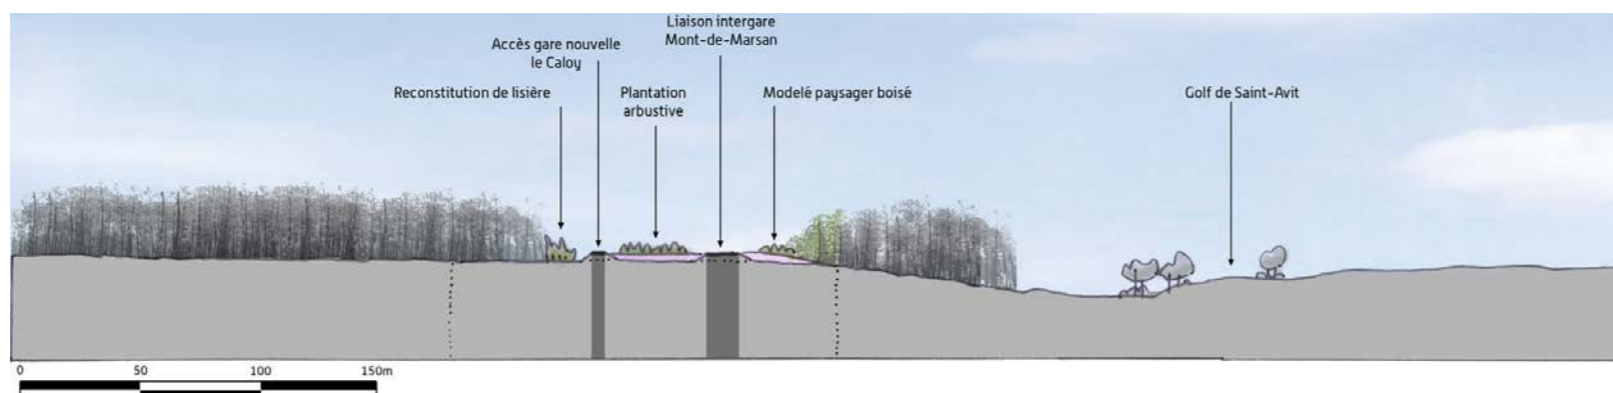 Liaison intergare
Mont-de-Marsan
Accès gare nouvelle
le Caloy
Reconstitution de lisière
Plantation
arbustive
Modelé paysager boisé
Golf de Saint-Avit
0 50 100 150m